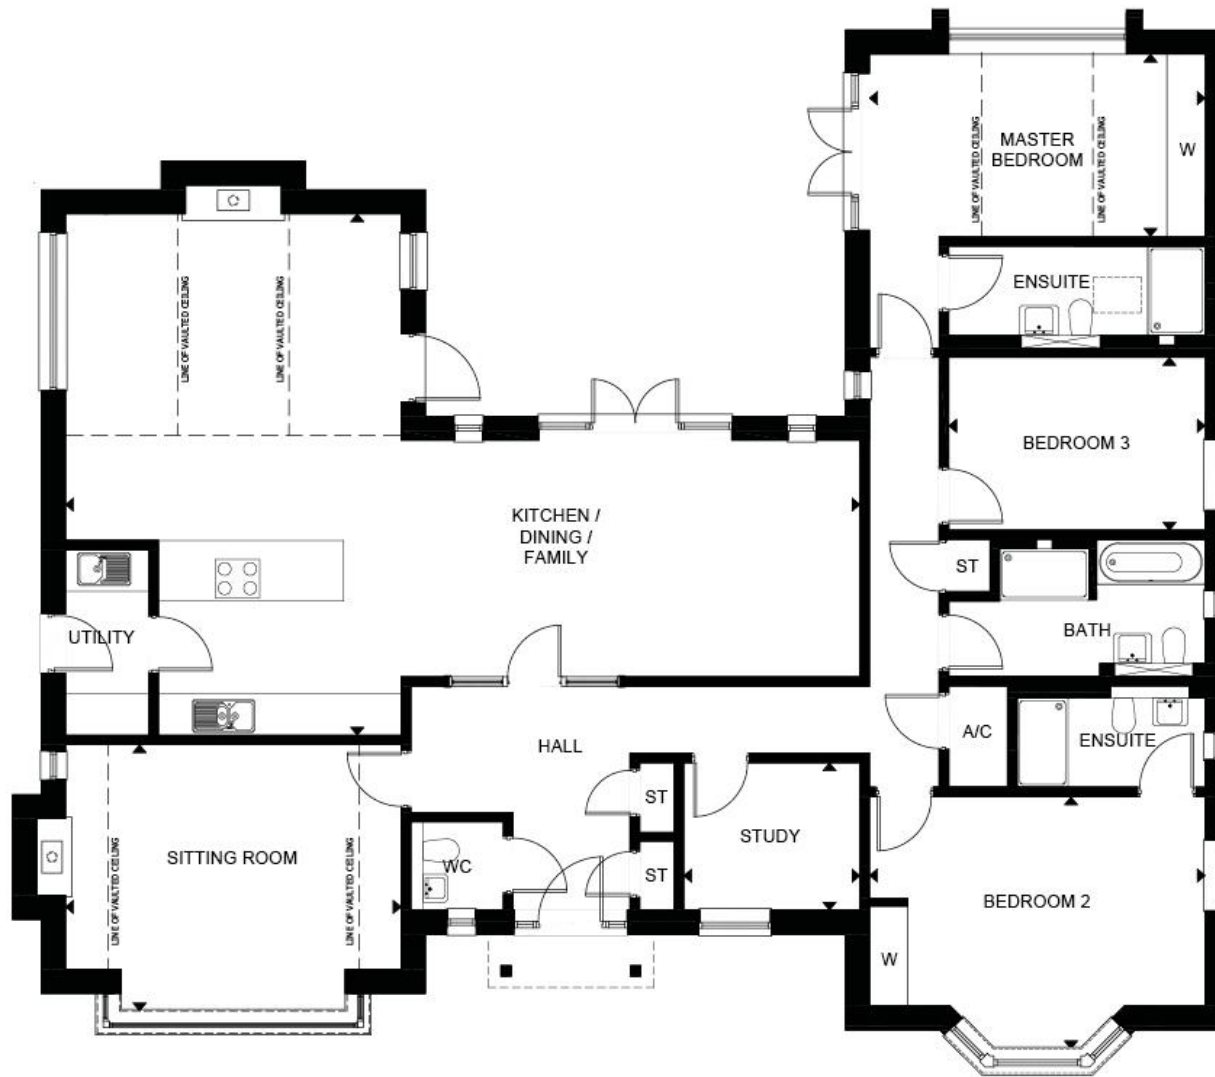 MASTER
BEDROOM
W
LINE OF VAULTED CEILING
LINE OF VAULTED CEILING
ENSUITE
LINE OF VAULTED CEILING
LINE OF VAULTED CEILING
BEDROOM 3
KITCHEN /
DINING /
FAMILY
ST
UTILITY
BATH
A/C
ENSUITE
HALL
ST
STUDY
SITTING ROOM
LINE OF VAULTED CEILING
LINE OF VAULTED CEILING
WC
ST
BEDROOM 2
W